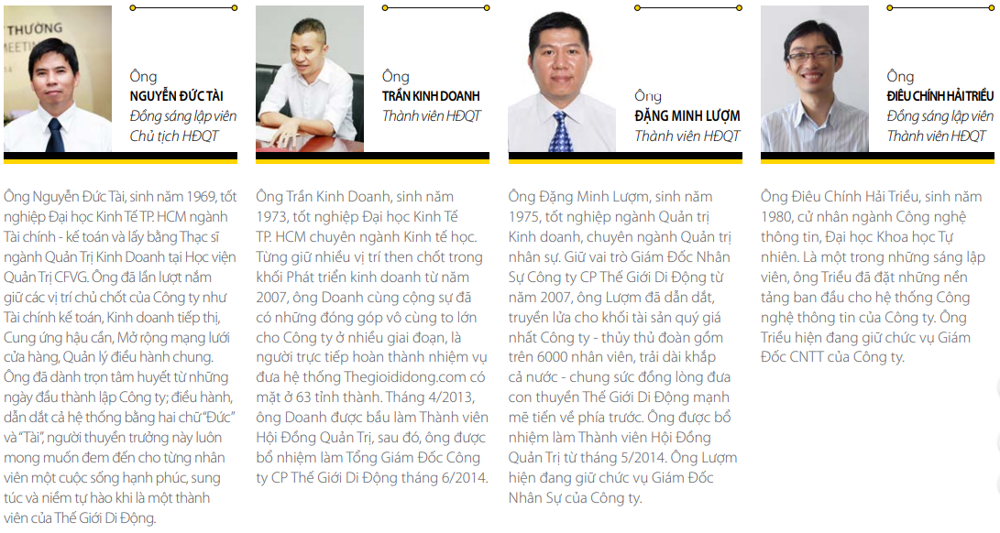 THƯỜNG
MEETIN
14
Ông
NGUYỄN ĐỨC TÀI
Đồng sáng lập viên
Chủ tịch HĐQT
Ông Nguyễn Đức Tài, sinh năm 1969, tốt
nghiệp Đại học Kinh Tế TP. HCM ngành
Tài chính - kế toán và lấy bằng Thạc sĩ
ngành Quản Trị Kinh Doanh tại Học viện
Quản Trị CFVG. Ông đã lần lượt nắm
giữ các vị trí chủ chốt của Công ty như
Tài chính kế toán, Kinh doanh tiếp thị,
Cung ứng hậu cần, Mở rộng mạng lưới
cửa hàng, Quản lý điều hành chung.
Ông đã dành trọn tâm huyết từ những
ngày đầu thành lập Công ty; điều hành,
dẫn dắt cả hệ thống bằng hai chữ “Đức”
và “Tài”, người thuyền trưởng này luôn
mong muốn đem đến cho từng nhân
viên một cuộc sống hạnh phúc, sung
túc và niềm tự hào khi là một thành
viên của Thế Giới Di Động.
Ông
TRẦN KINH DOANH
Thành viên HĐQT
Ông Trần Kinh Doanh, sinh năm
1973, tốt nghiệp Đại học Kinh Tế
TP. HCM chuyên ngành Kinh tế học.
Từng giữ nhiều vị trí then chốt trong
khối Phát triển kinh doanh từ năm
2007, ông Doanh cùng cộng sự đã
có những đóng góp vô cùng to lớn
cho Công ty ở nhiều giai đoạn, là
người trực tiếp hoàn thành nhiệm vụ
đưa hệ thống Thegioididong.com có
mặt ở 63 tỉnh thành. Tháng 4/2013,
ông Doanh được bầu làm Thành viên
Hội Đồng Quản Trị, sau đó, ông được
bổ nhiệm làm Tổng Giám Đốc Công
ty CP Thế Giới Di Động tháng 6/2014.
Ông
ĐẶNG MINH LƯỢM
Thành viên HĐQT
Ông Đặng Minh Lượm, sinh năm
1975, tốt nghiệp ngành Quản trị
Kinh doanh, chuyên ngành Quản trị
nhân sự. Giữ vai trò Giám Đốc Nhân
Sự Công ty CP Thế Giới Di Động từ
năm 2007, ông Lượm đã dẫn dắt,
truyền lửa cho khối tài sản quý giá
nhất Công ty - thủy thủ đoàn gồm
trên 6000 nhân viên, trải dài khắp
cả nước - chung sức đồng lòng đưa
con thuyền Thế Giới Di Động mạnh
mẽ tiến về phía trước. Ông được bổ
nhiệm làm Thành viên Hội Đồng
Quản Trị từ tháng 5/2014. Ông Lượm
hiện đang giữ chức vụ Giám Đốc
Nhân Sự của Công ty.
Ông
ĐIÊU CHÍNH HẢI TRIỀU
Đồng sáng lập viên
Thành viên HĐQT
Ông Điêu Chính Hải Triều, sinh năm
1980, cử nhân ngành Công nghệ
thông tin, Đại học Khoa học Tự
nhiên. Là một trong những sáng lập
viên, ông Triều đã đặt những nền
tảng ban đầu cho hệ thống Công
nghệ thông tin của Công ty. Ông
Triều hiện đang giữ chức vụ Giám
Đốc CNTT của Công ty.